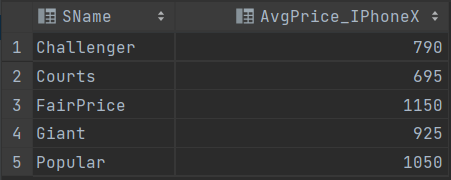 SName AvgPrice_IPhoneX
1 Challenger 790
2 Courts 695
3 FairPrice 1150
4 Giant 925
5 Popular 1050